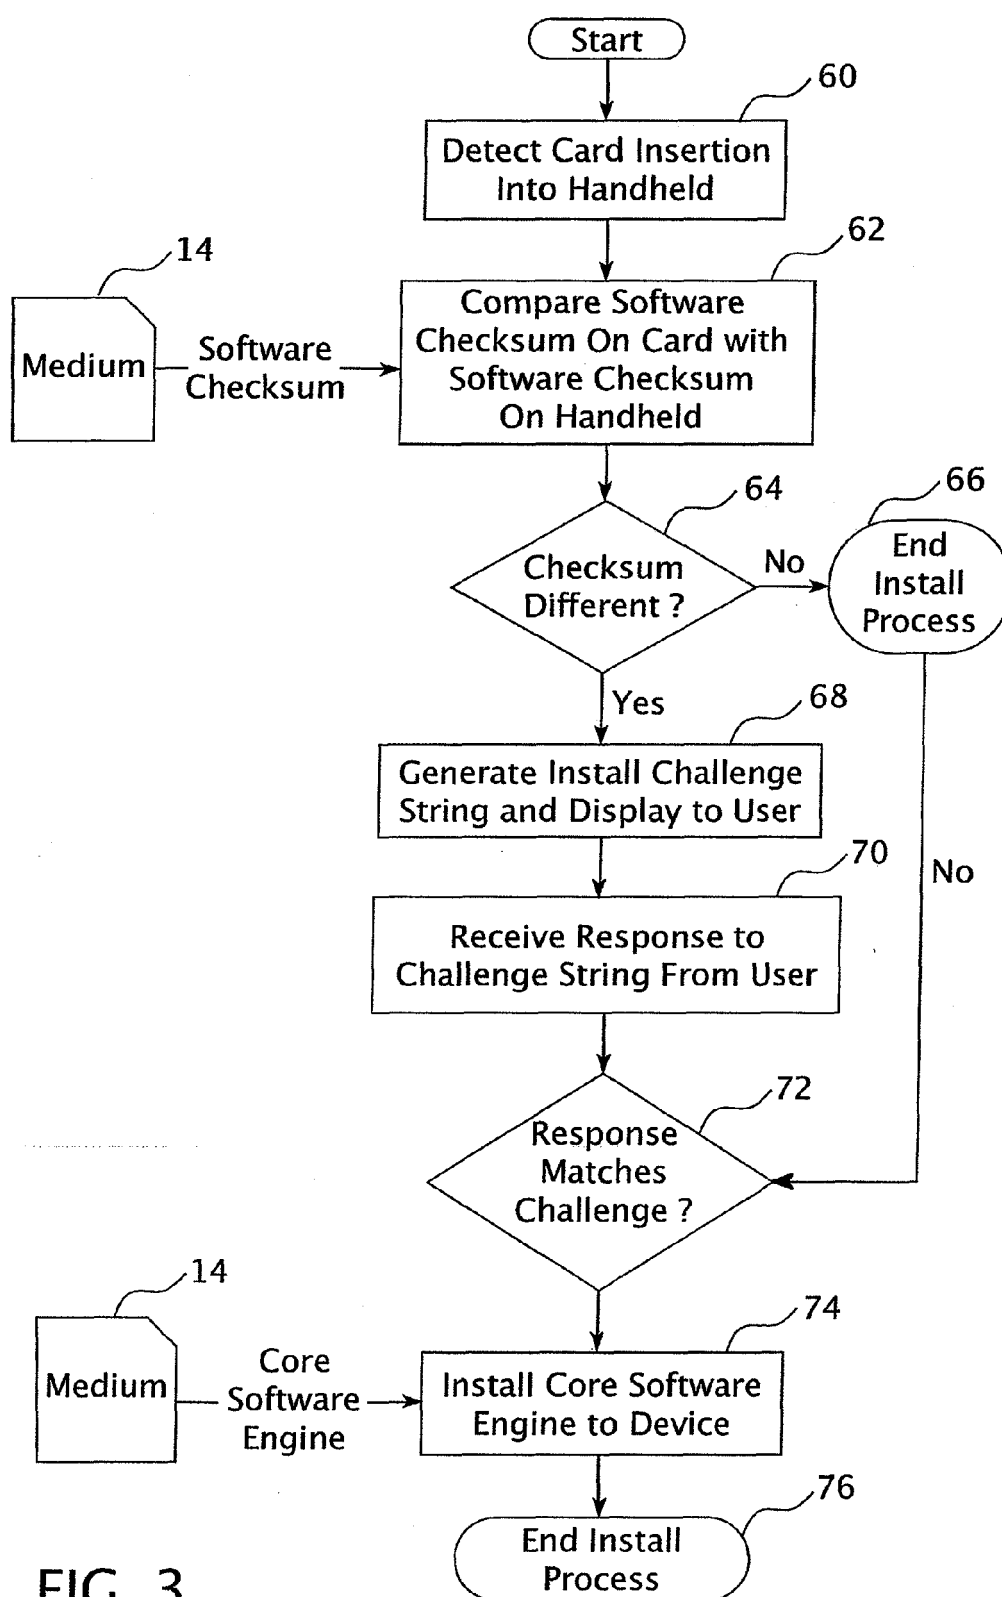 Start
60
Detect Card Insertion
Into Handheld
62
14
Medium
Software
Checksum
Compare Software
Checksum On Card with
Software Checksum
On Handheld
64
66
Checksum
Different ?
No
End
Install
Process
Yes
68
Generate Install Challenge
String and Display to User
70
No
Receive Response to
Challenge String From User
72
Response
Matches
Challenge ?
14
74
Medium
Core
Software
Engine
Install Core Software
Engine to Device
76
End Install
Process
FIG. 3